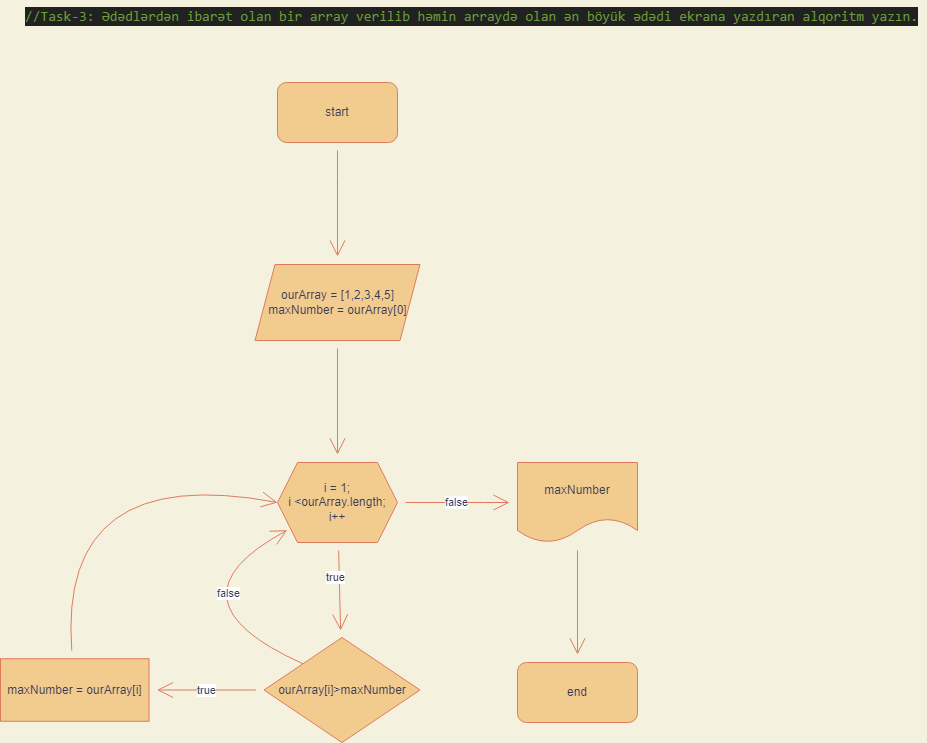 //Task-3: Ədədlərdən ibarət olan bir array verilib həmin arraydə olan ən böyük ədədi ekrana yazdıran alqoritm yazın.
start
ourArray = [1,2,3,4,5]
maxNumber = ourArray[0]
i = 1;
i <ourArray.length;
i++
false
maxNumber
true
false
maxNumber = ourArray[i]
true
ourArray[i]>maxNumber
end